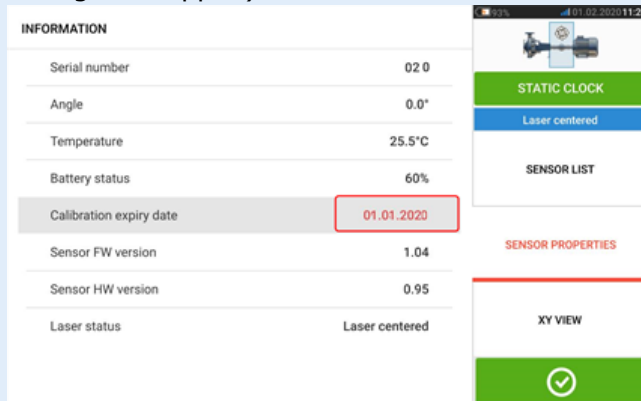 INFORMATION
Serial number 02 0
Angle 0.0°
Temperature 25.5°C
Battery status 60%
Calibration expiry date 01.01.2020
Sensor FW version 1.04
Sensor HW version 0.95
Laser status Laser centered
93% 01.02.2020 11:2
STATIC CLOCK
Laser centered
SENSOR LIST
SENSOR PROPERTIES
XY VIEW